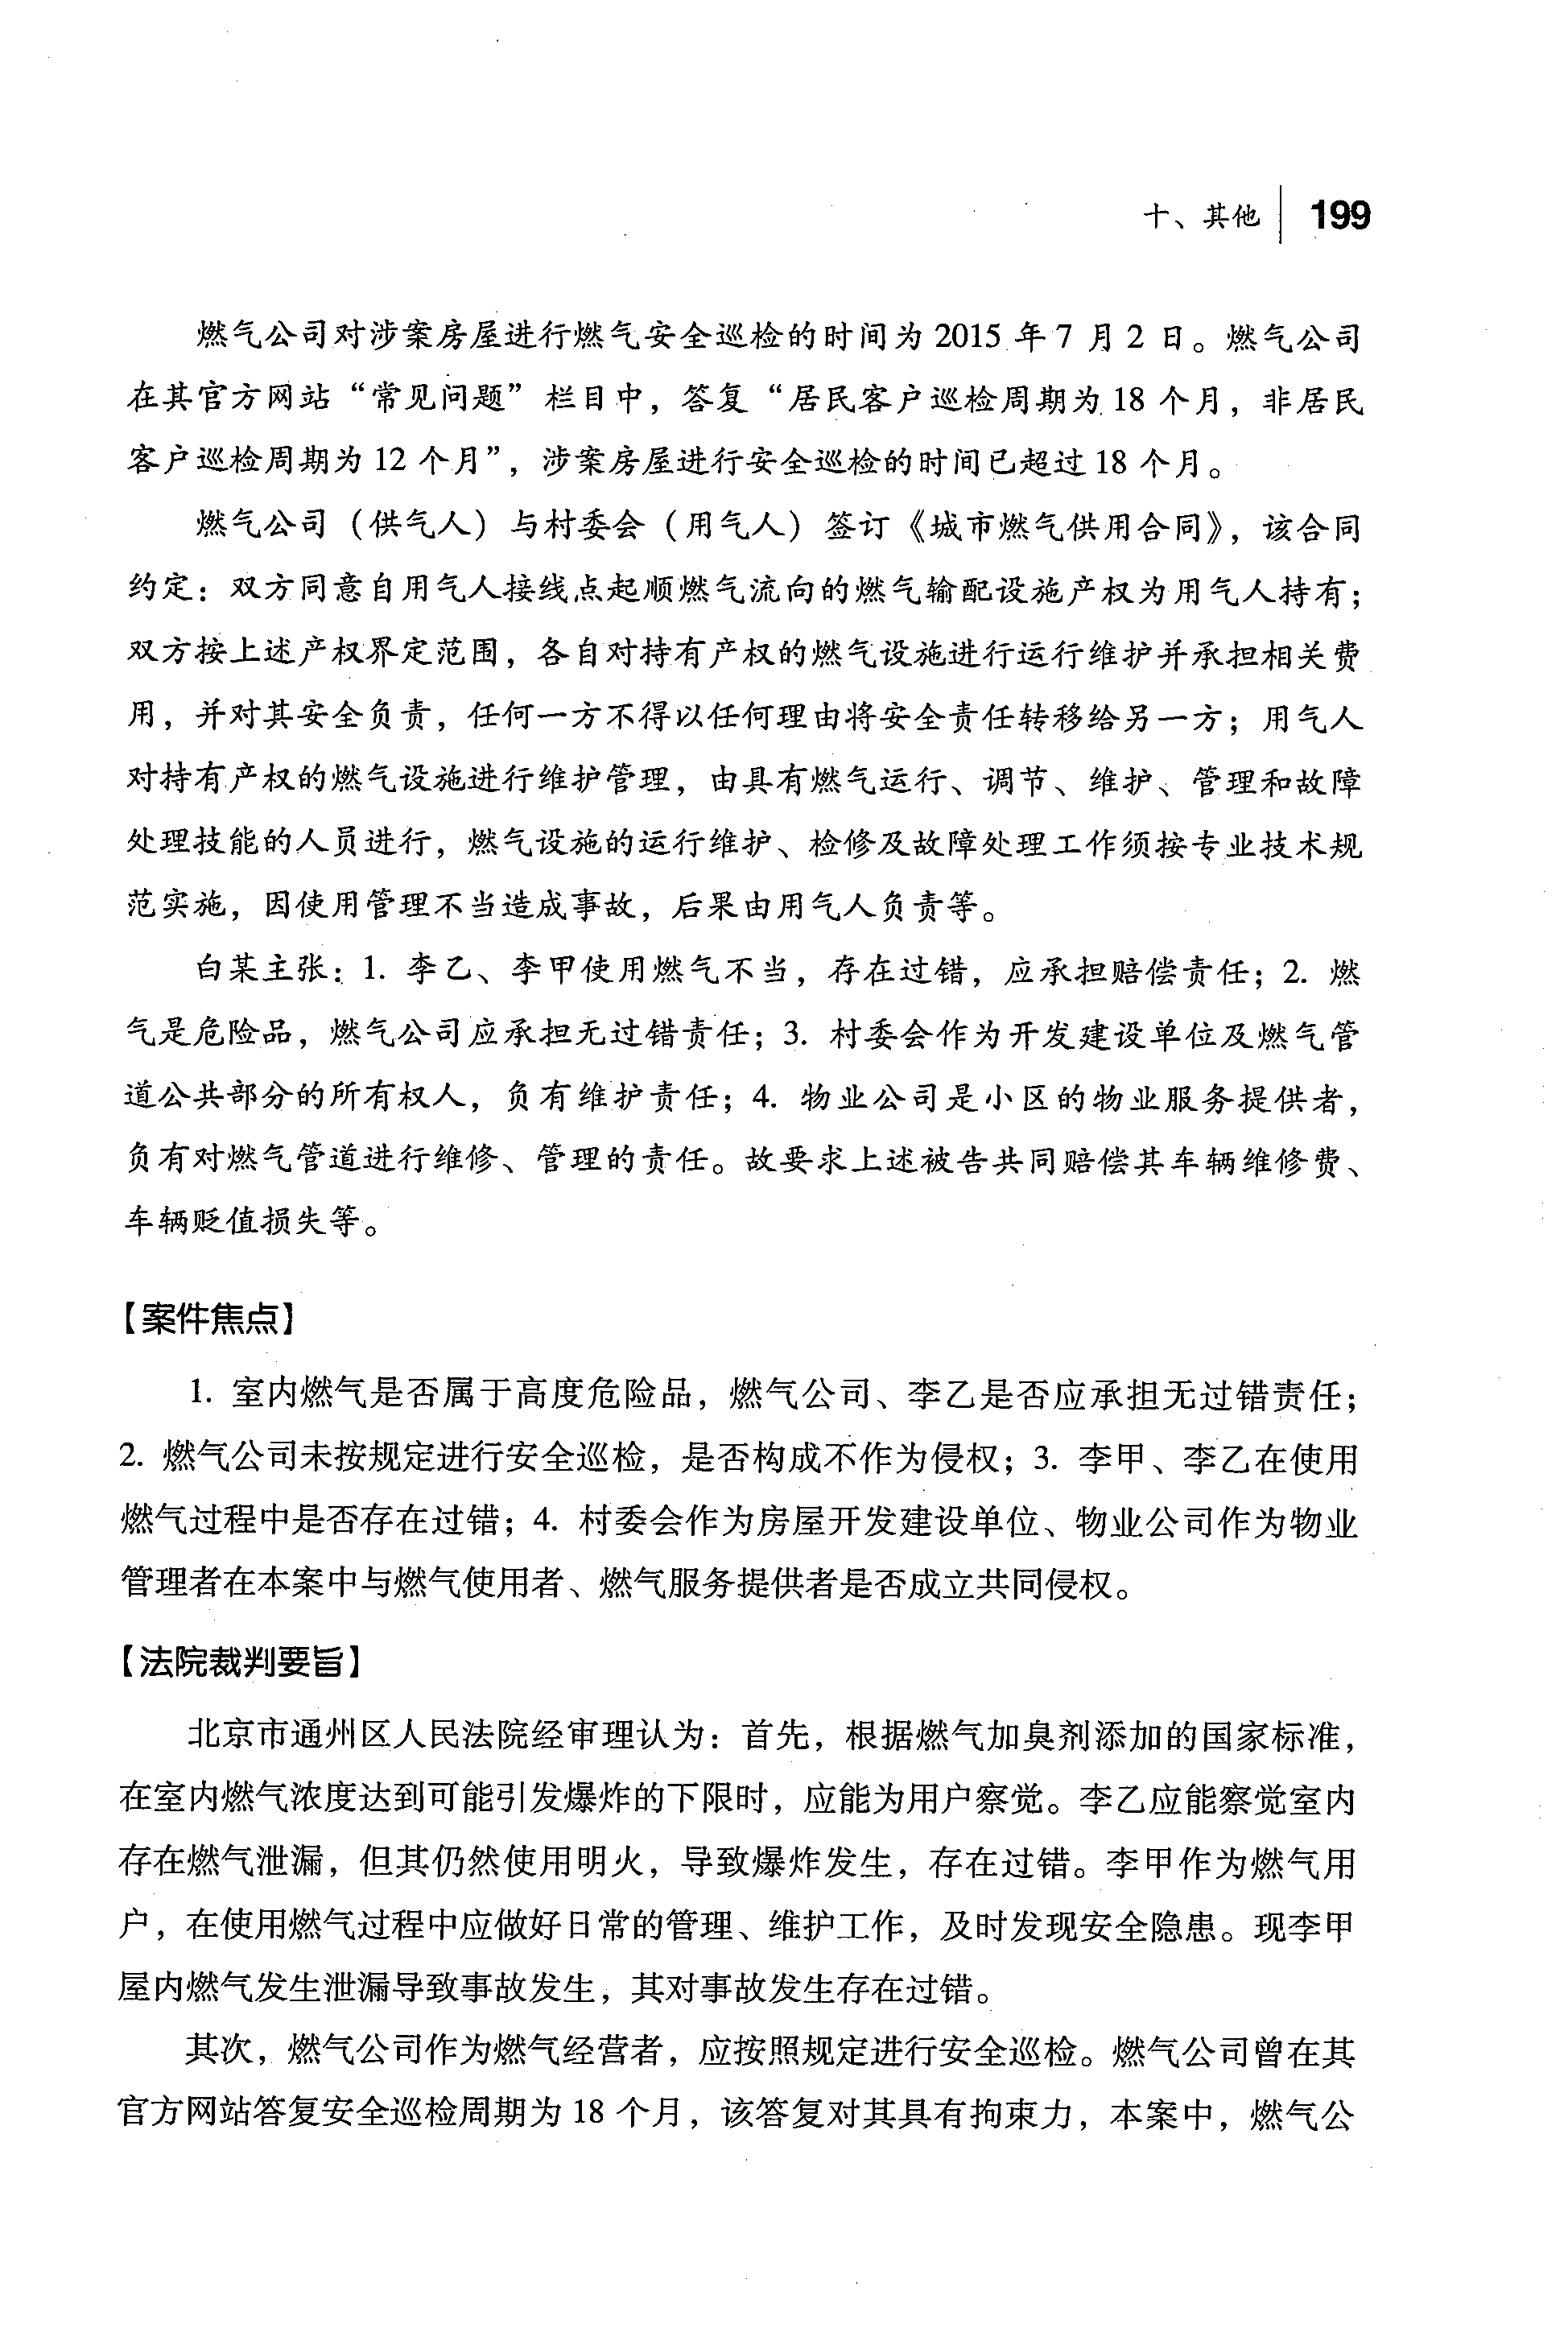 十、其他 199
燃气公司对涉案房屋进行燃气安全巡检的时间为 2015 年 7 月 2 日。燃气公司
在其官方网站“常见问题”栏目中，答复“居民客户巡检周期为 18 个月，非居民
客户巡检周期为 12 个月”，涉案房屋进行安全巡检的时间已超过 18 个月。
燃气公司（供气人）与村委会（用气人）签订《城市燃气供用合同》，该合同
约定：双方同意自用气人接线点起顺燃气流向的燃气输配设施产权为用气人持有；
双方按上述产权界定范围，各自对持有产权的燃气设施进行运行维护并承担相关费
用，并对其安全负责，任何一方不得以任何理由将安全责任转移给另一方；用气人
对持有产权的燃气设施进行维护管理，由具有燃气运行、调节、维护、管理和故障
处理技能的人员进行，燃气设施的运行维护、检修及故障处理工作须按专业技术规
范实施，因使用管理不当造成事故，后果由用气人负责等。
白某主张：1. 李乙、李甲使用燃气不当，存在过错，应承担赔偿责任；2. 燃
气是危险品，燃气公司应承担无过错责任；3. 村委会作为开发建设单位及燃气管
道公共部分的所有权人，负有维护责任；4. 物业公司是小区的物业服务提供者，
负有对燃气管道进行维修、管理的责任。故要求上述被告共同赔偿其车辆维修费、
车辆贬值损失等。
【案件焦点】
1. 室内燃气是否属于高度危险品，燃气公司、李乙是否应承担无过错责任；
2. 燃气公司未按规定进行安全巡检，是否构成不作为侵权；3. 李甲、李乙在使用
燃气过程中是否存在过错；4. 村委会作为房屋开发建设单位、物业公司作为物业
管理者在本案中与燃气使用者、燃气服务提供者是否成立共同侵权。
【法院裁判要旨】
北京市通州区人民法院经审理认为：首先，根据燃气加臭剂添加的国家标准，
在室内燃气浓度达到可能引发爆炸的下限时，应能为用户察觉。李乙应能察觉室内
存在燃气泄漏，但其仍然使用明火，导致爆炸发生，存在过错。李甲作为燃气用
户，在使用燃气过程中应做好日常的管理、维护工作，及时发现安全隐患。现李甲
屋内燃气发生泄漏导致事故发生，其对事故发生存在过错。
其次，燃气公司作为燃气经营者，应按照规定进行安全巡检。燃气公司曾在其
官方网站答复安全巡检周期为 18 个月，该答复对其具有拘束力，本案中，燃气公